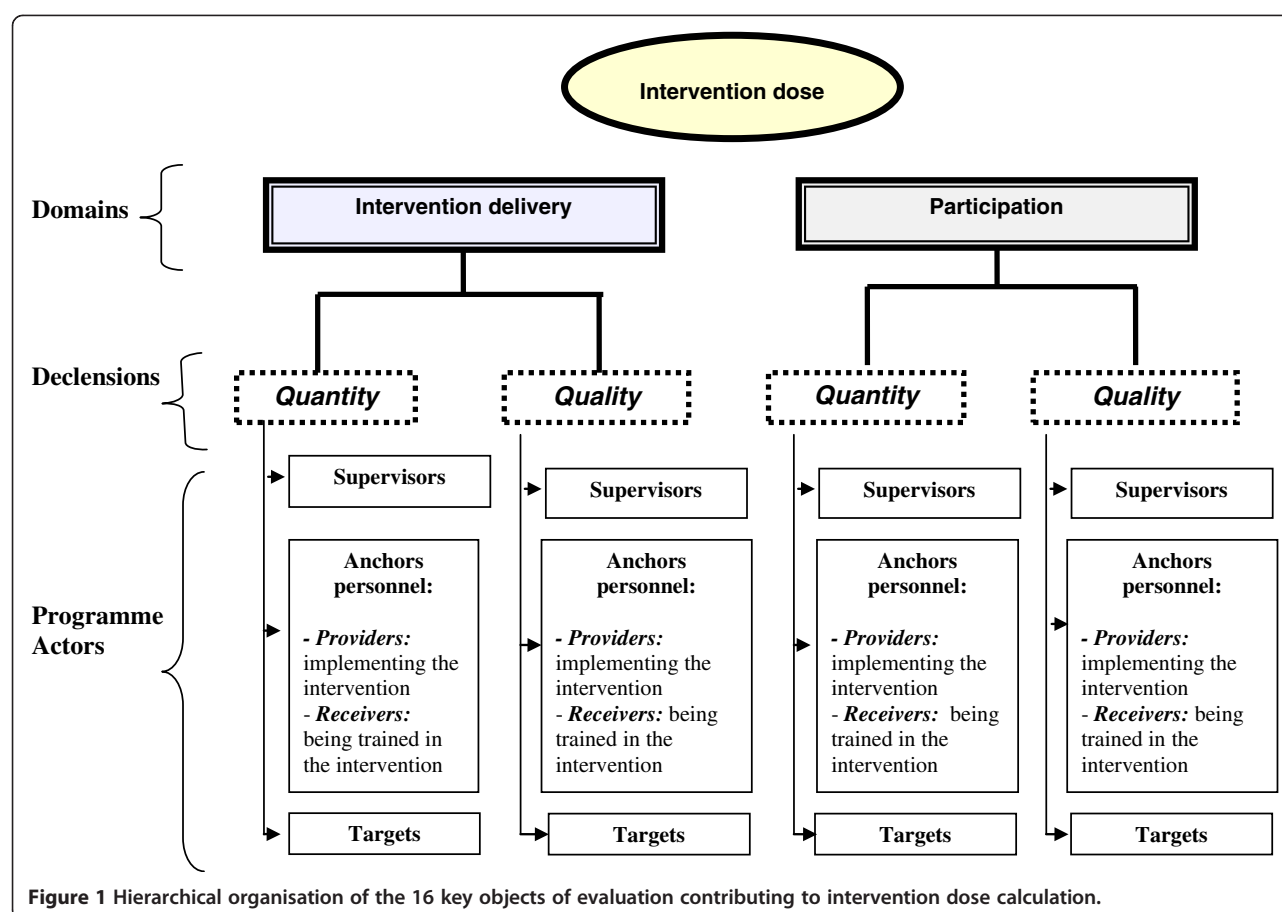 Intervention dose
Domains
Intervention delivery
Participation
Declensions
Quantity
Quality
Quantity
Quality
Programme
Actors
Supervisors
Anchors
personnel:
- Providers:
implementing the
intervention
- Receivers:
being trained in
the intervention
Targets
Supervisors
Anchors
personnel:
- Providers:
implementing the
intervention
- Receivers: being
trained in the
intervention
Targets
Supervisors
Anchors
personnel:
- Providers:
implementing the
intervention
- Receivers: being
trained in the
intervention
Targets
Supervisors
Anchors
personnel:
- Providers:
implementing the
intervention
- Receivers: being
trained in the
intervention
Targets
Figure 1 Hierarchical organisation of the 16 key objects of evaluation contributing to intervention dose calculation.